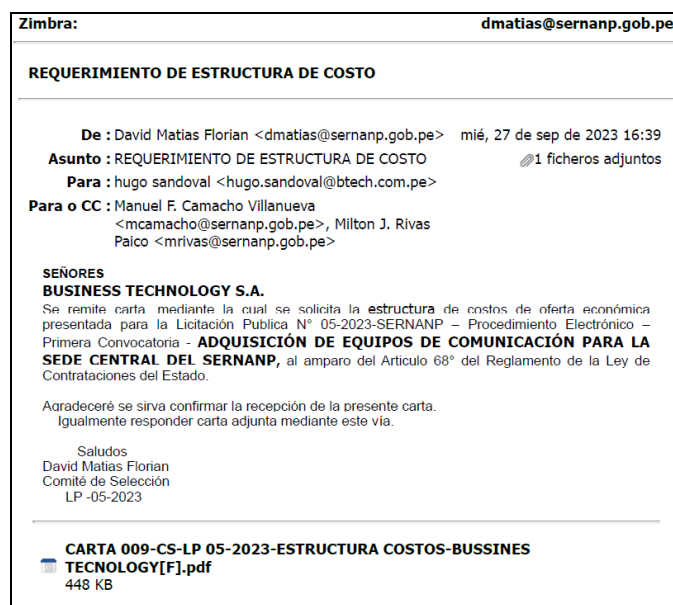 Zimbra: dmatias@sernanp.gob.pe
REQUERIMIENTO DE ESTRUCTURA DE COSTO
De : David Matias Florian <dmatias@sernanp.gob.pe> mié, 27 de sep de 2023 16:39
Asunto : REQUERIMIENTO DE ESTRUCTURA DE COSTO 1 ficheros adjuntos
Para : hugo sandoval <hugo.sandoval@btech.com.pe>
Para o CC : Manuel F. Camacho Villanueva
<mcamacho@sernanp.gob.pe>, Milton J. Rivas
Paico <mrivas@sernanp.gob.pe>
SEÑORES
BUSINESS TECHNOLOGY S.A.
Se remite carta mediante la cual se solicita la estructura de costos de oferta económica
presentada para la Licitación Publica N° 05-2023-SERNANP – Procedimiento Electrónico –
Primera Convocatoria - ADQUISICIÓN DE EQUIPOS DE COMUNICACIÓN PARA LA
SEDE CENTRAL DEL SERNANP, al amparo del Articulo 68° del Reglamento de la Ley de
Contrataciones del Estado.
Agradeceré se sirva confirmar la recepción de la presente carta.
Igualmente responder carta adjunta mediante este vía.
Saludos
David Matias Florian
Comité de Selección
LP -05-2023
CARTA 009-CS-LP 05-2023-ESTRUCTURA COSTOS-BUSSINES
TECNOLOGY[F].pdf
448 KB